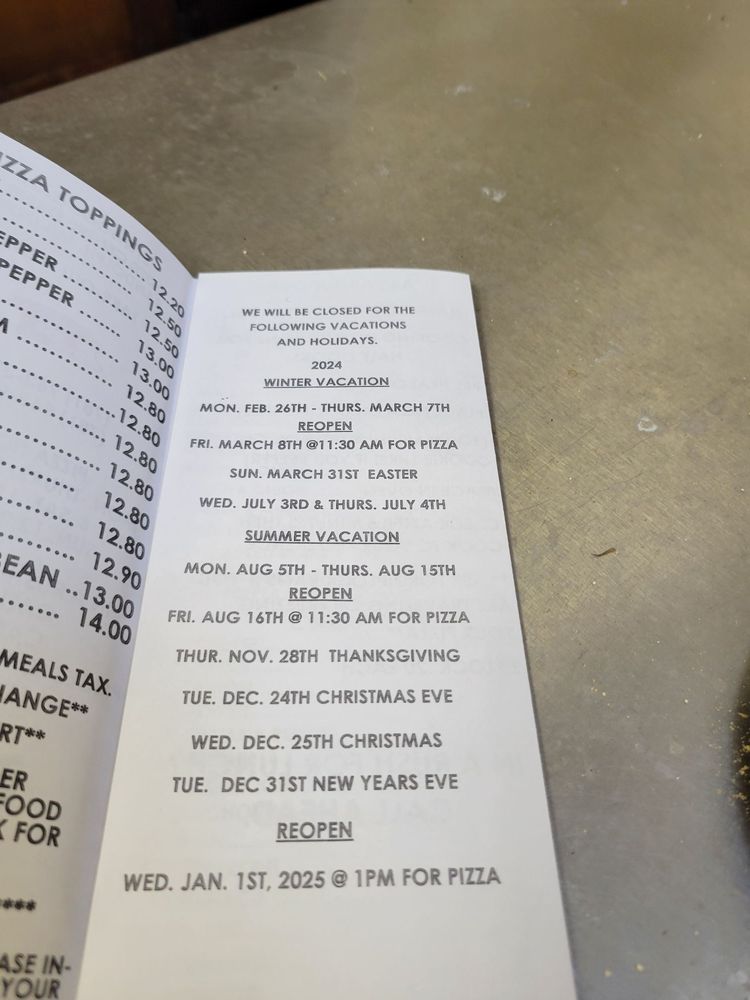 IZZA TOPPINGS
12.20
EPPER 12.50
PEPPER 12.50
13.00
M 13.00
12.80
12.80
12.80
12.80
12.80
12.80
12.90
BEAN ..13.00
14.00
MEALS TAX.
HANGE**
RT**
ER
FOOD
K FOR
***
ASE IN-
YOUR
WE WILL BE CLOSED FOR THE
FOLLOWING VACATIONS
AND HOLIDAYS.
2024
WINTER VACATION
MON. FEB. 26TH - THURS. MARCH 7TH
REOPEN
FRI. MARCH 8TH @11:30 AM FOR PIZZA
SUN. MARCH 31ST EASTER
WED. JULY 3RD & THURS. JULY 4TH
SUMMER VACATION
MON. AUG 5TH - THURS. AUG 15TH
REOPEN
FRI. AUG 16TH @ 11:30 AM FOR PIZZA
THUR. NOV. 28TH THANKSGIVING
TUE. DEC. 24TH CHRISTMAS EVE
WED. DEC. 25TH CHRISTMAS
TUE. DEC 31ST NEW YEARS EVE
REOPEN
WED. JAN. 1ST, 2025 @ 1PM FOR PIZZA